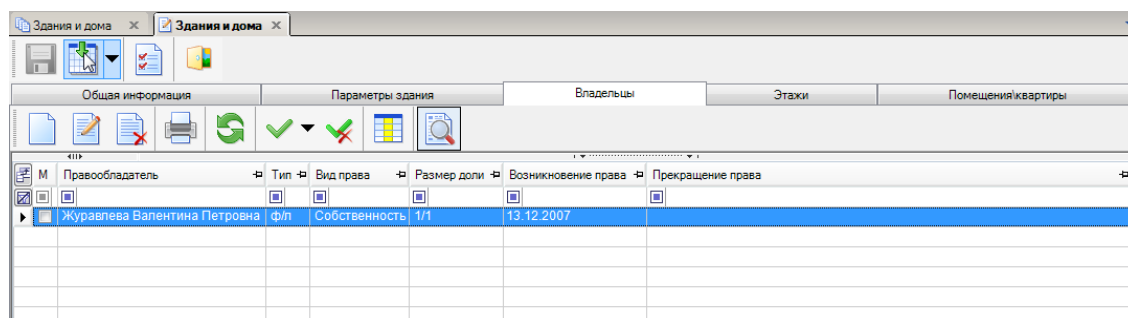 Здания и дома Здания и дома
Общая информация Параметры здания Владельцы Этажи Помещения\квартиры
М Правообладатель Тип Вид права Размер доли Возникновение права Прекращение права
Журавлева Валентина Петровна ф/л Собственность 1/1 13.12.2007